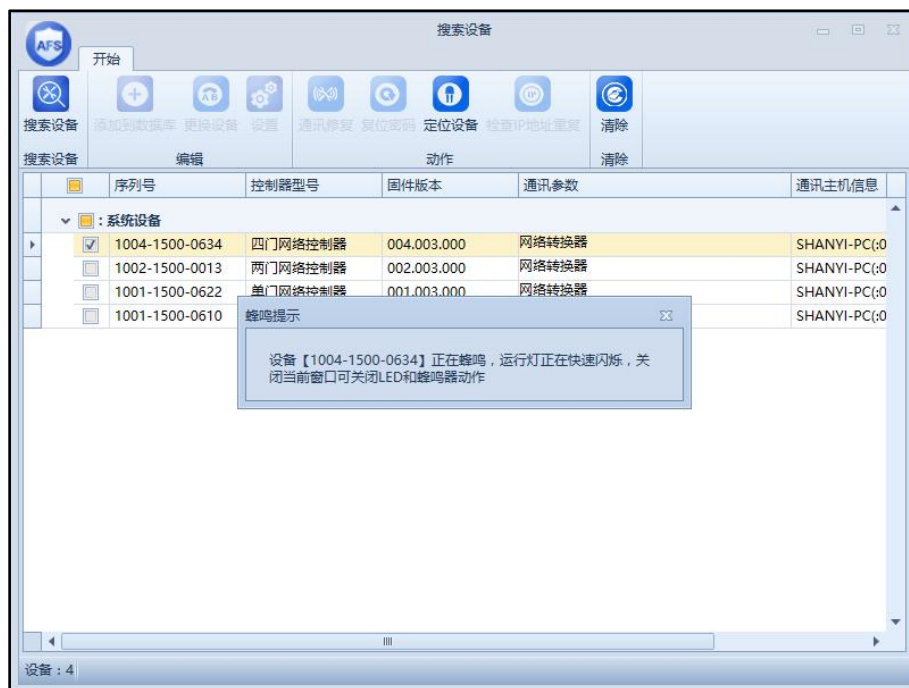 搜索设备
AFS
开始
搜索设备 添加到数据库 更换设备 设置 通讯修复 复位密码 定位设备 检查IP地址重复 清除
搜索设备 编辑 动作 清除
序列号 控制器型号 固件版本 通讯参数 通讯主机信息
: 系统设备
1004-1500-0634 四门网络控制器 004.003.000 网络转换器 SHANYI-PC(:0
1002-1500-0013 两门网络控制器 002.003.000 网络转换器 SHANYI-PC(:0
1001-1500-0622 单门网络控制器 001.003.000 网络转换器 SHANYI-PC(:0
1001-1500-0610 SHANYI-PC(:0
蜂鸣提示
设备【1004-1500-0634】正在蜂鸣，运行灯正在快速闪烁，关
闭当前窗口可关闭LED和蜂鸣器动作
设备：4